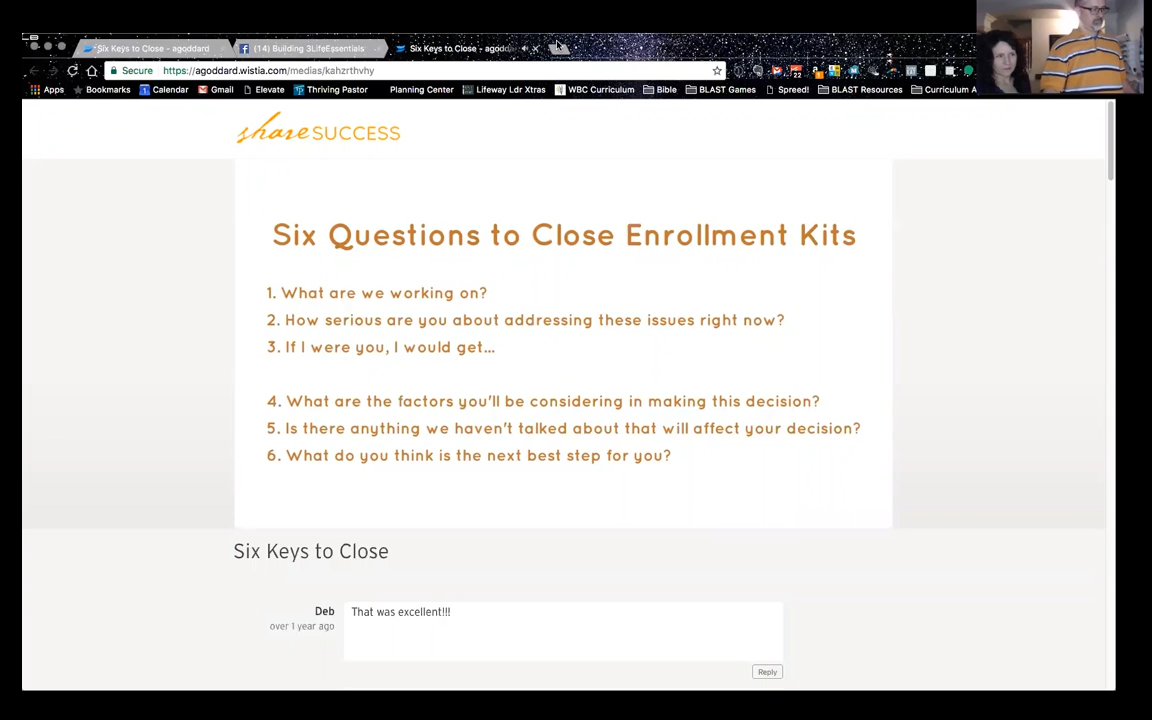 Six Keys to Close - agoddard
(14) Building 3LifeEssentials
Six Keys to Close - agodd
Secure https://agoddard.wistia.com/medias/kahzrthvhy
22
Apps Bookmarks Calendar Gmail Elevate Thriving Pastor Planning Center Lifeway Ldr Xtras WBC Curriculum Bible BLAST Games Spreed! BLAST Resources Curriculum A
share SUCCESS
Six Questions to Close Enrollment Kits
1. What are we working on?
2. How serious are you about addressing these issues right now?
3. If I were you, I would get...
4. What are the factors you'll be considering in making this decision?
5. Is there anything we haven't talked about that will affect your decision?
6. What do you think is the next best step for you?
Six Keys to Close
Deb
That was excellent!!!
over 1 year ago
Reply